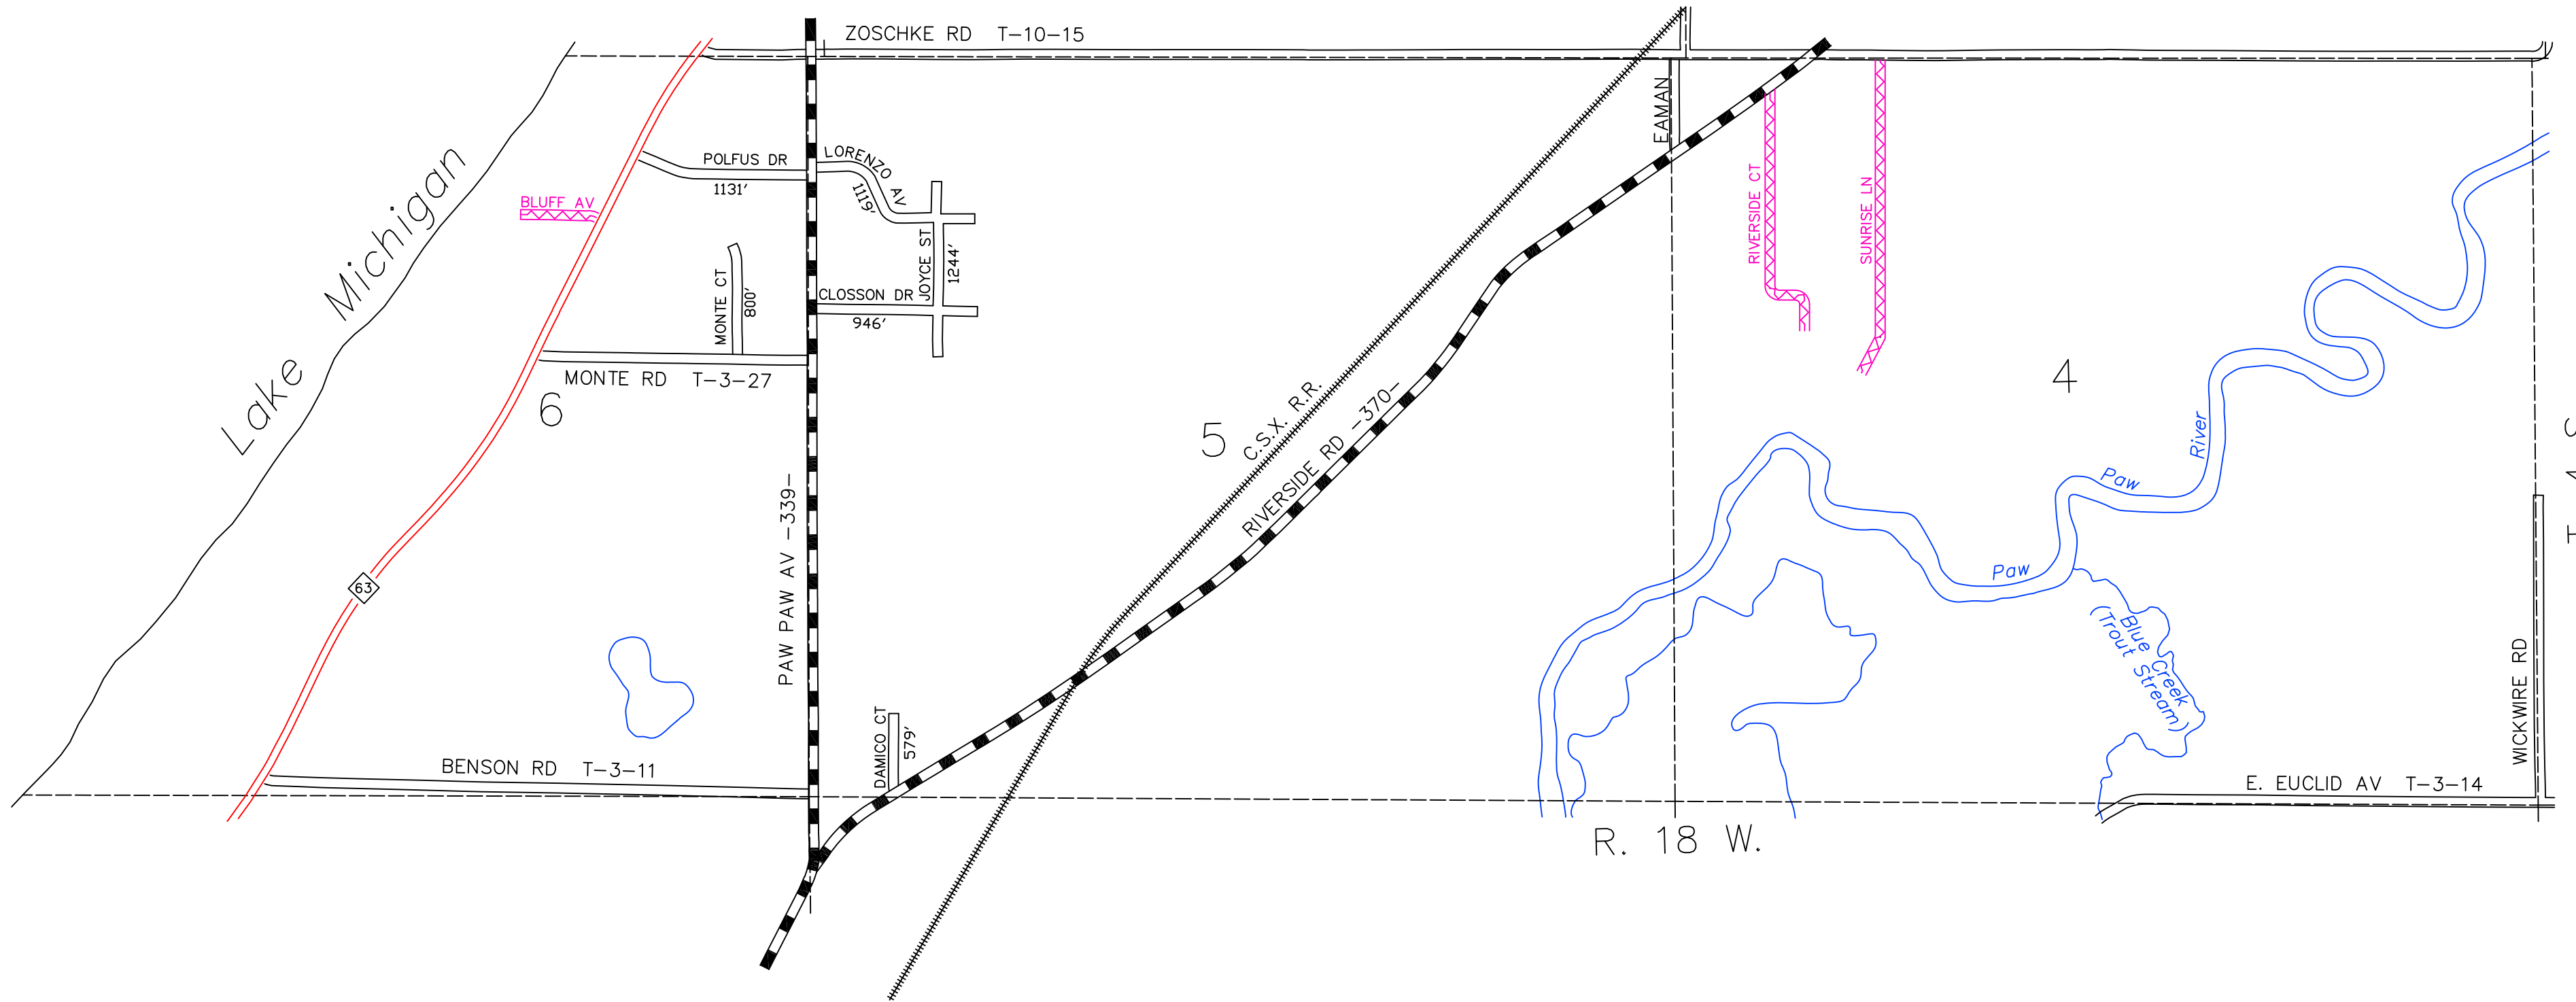 ZOSCHKE RD T-10-15
Lake Michigan
POLFUS DR
1131'
LORENZO AV
1119'
BLUFF AV
EAMAN
RIVERSIDE CT
SUNRISE LN
MONTE CT
800'
JOYCE ST
1244'
CLOSSON DR
946'
MONTE RD T-3-27
6
5
4
C.S.X. R.R.
RIVERSIDE RD -370-
PAW PAW AV -339-
63
Paw
Paw
River
Blue Creek
(Trout Stream)
WICKWIRE RD
DAMICO CT
579'
BENSON RD T-3-11
E. EUCLID AV T-3-14
R. 18 W.